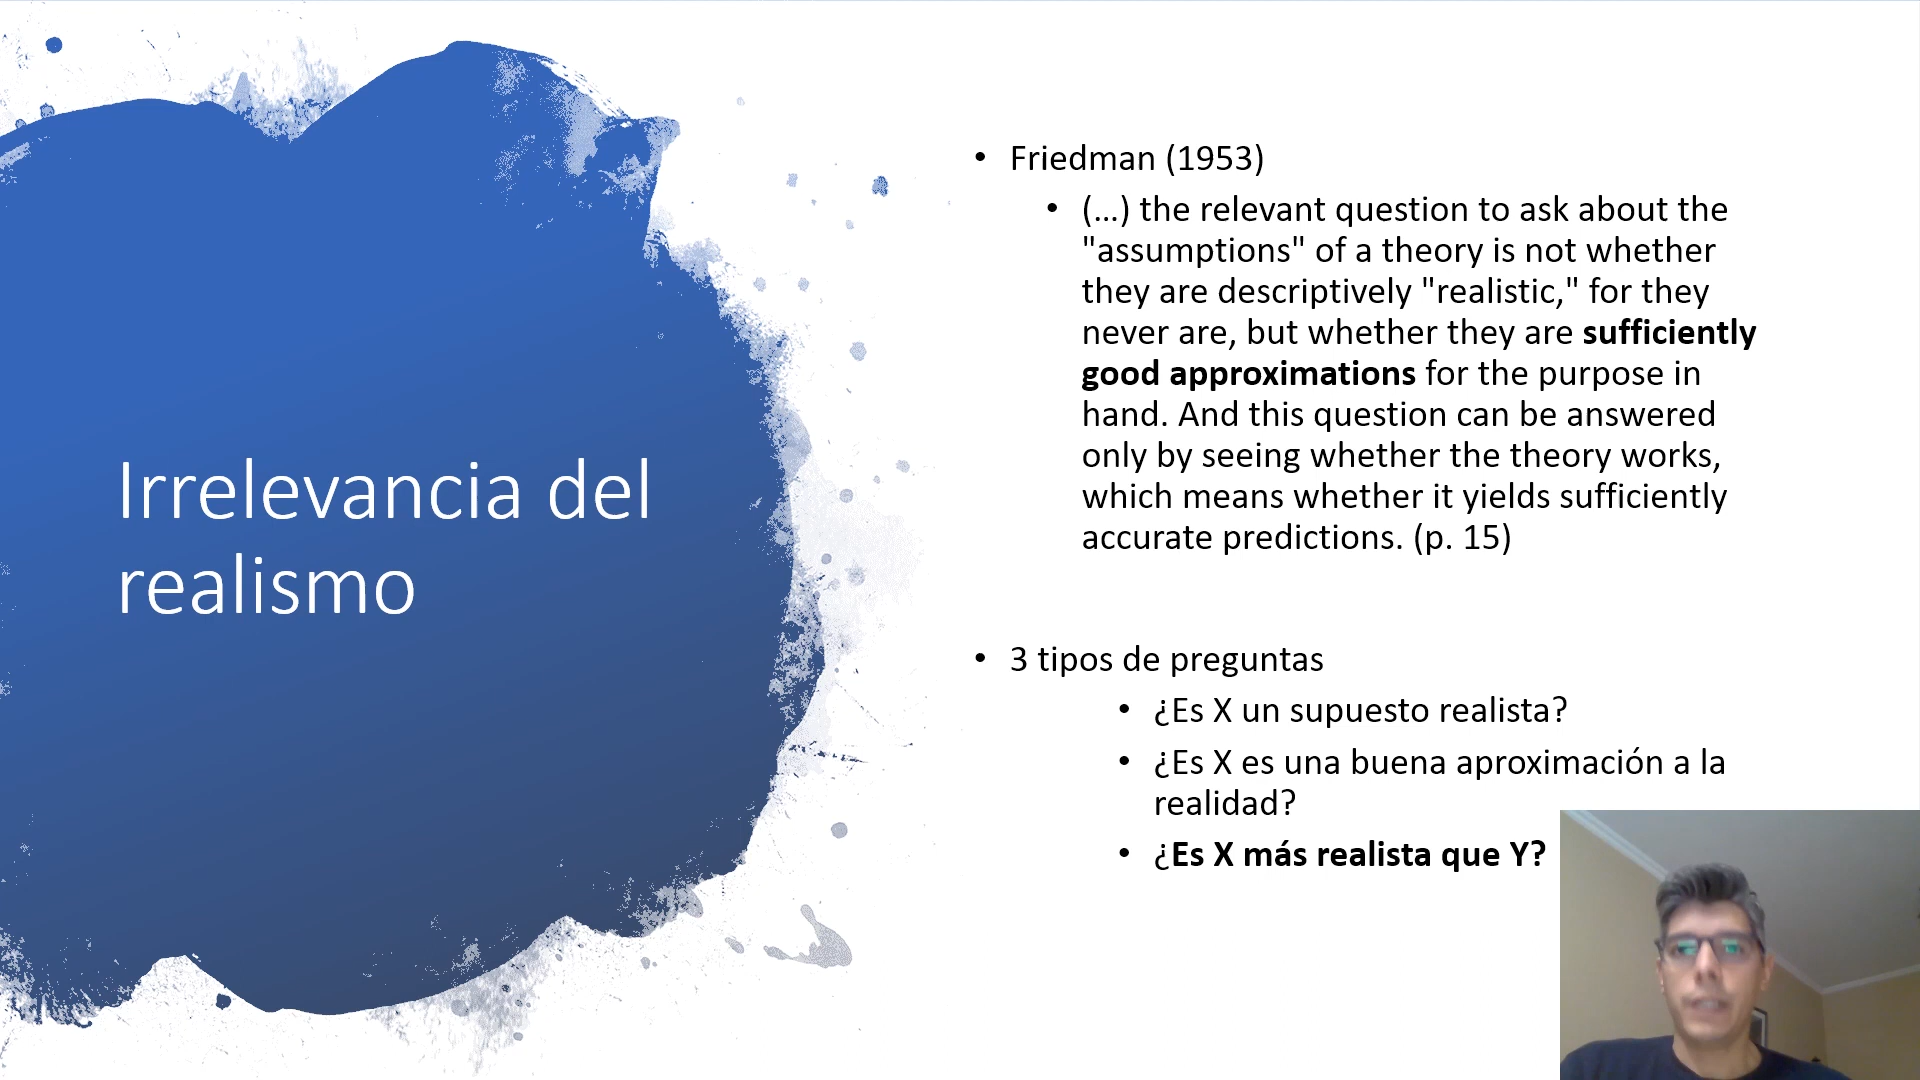 Irrelevancia del
realismo
• Friedman (1953)
• (...) the relevant question to ask about the
"assumptions" of a theory is not whether
they are descriptively "realistic," for they
never are, but whether they are sufficiently
good approximations for the purpose in
hand. And this question can be answered
only by seeing whether the theory works,
which means whether it yields sufficiently
accurate predictions. (p. 15)
• 3 tipos de preguntas
• ¿Es X un supuesto realista?
• ¿Es X es una buena aproximación a la
realidad?
• ¿Es X más realista que Y?